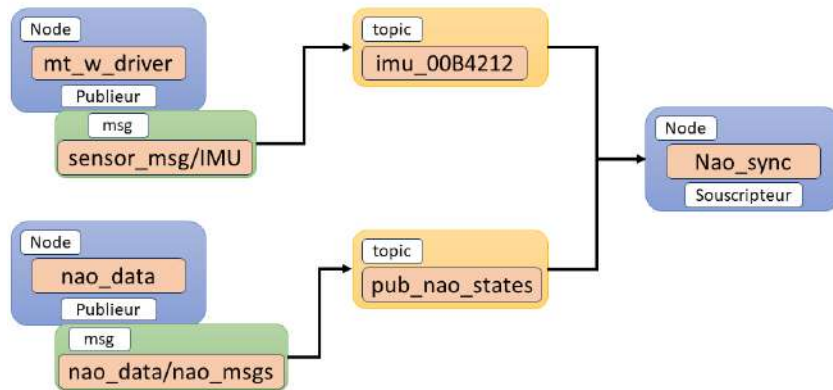 Node
mt_w_driver
Publieur
msg
sensor_msg/IMU
topic
imu_00B4212
Node
nao_data
Publieur
msg
nao_data/nao_msgs
topic
pub_nao_states
Node
Nao_sync
Souscripteur